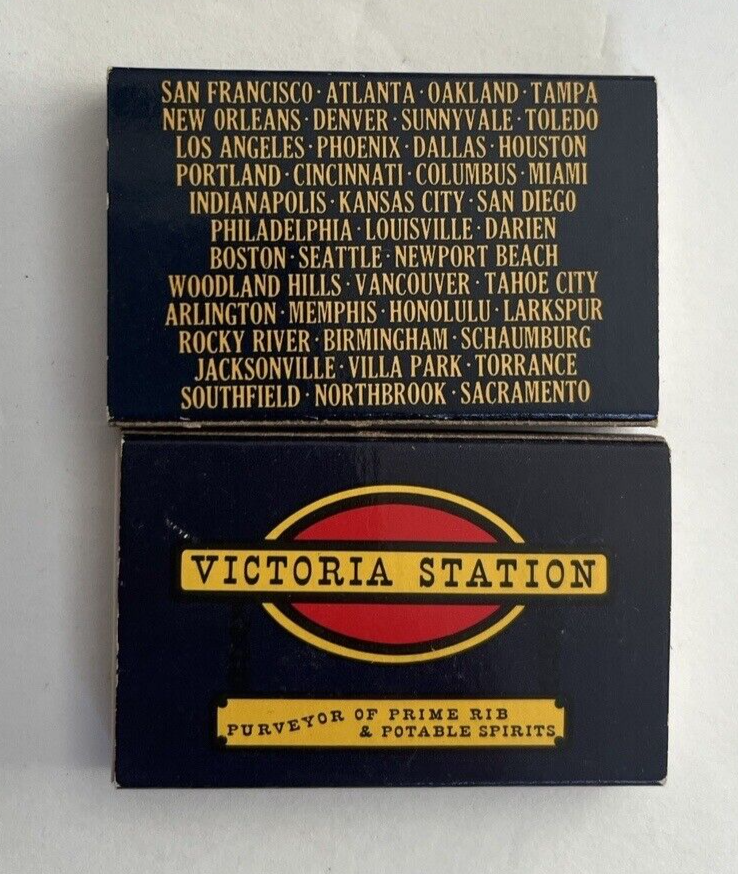 SAN FRANCISCO · ATLANTA · OAKLAND · TAMPA
NEW ORLEANS · DENVER · SUNNYVALE · TOLEDO
LOS ANGELES · PHOENIX · DALLAS · HOUSTON
PORTLAND · CINCINNATI · COLUMBUS · MIAMI
INDIANAPOLIS · KANSAS CITY · SAN DIEGO
PHILADELPHIA · LOUISVILLE · DARIEN
BOSTON · SEATTLE · NEWPORT BEACH
WOODLAND HILLS · VANCOUVER · TAHOE CITY
ARLINGTON · MEMPHIS · HONOLULU · LARKSPUR
ROCKY RIVER · BIRMINGHAM · SCHAUMBURG
JACKSONVILLE · VILLA PARK · TORRANCE
SOUTHFIELD · NORTHBROOK · SACRAMENTO
VICTORIA STATION
PURVEYOR OF PRIME RIB
& POTABLE SPIRITS